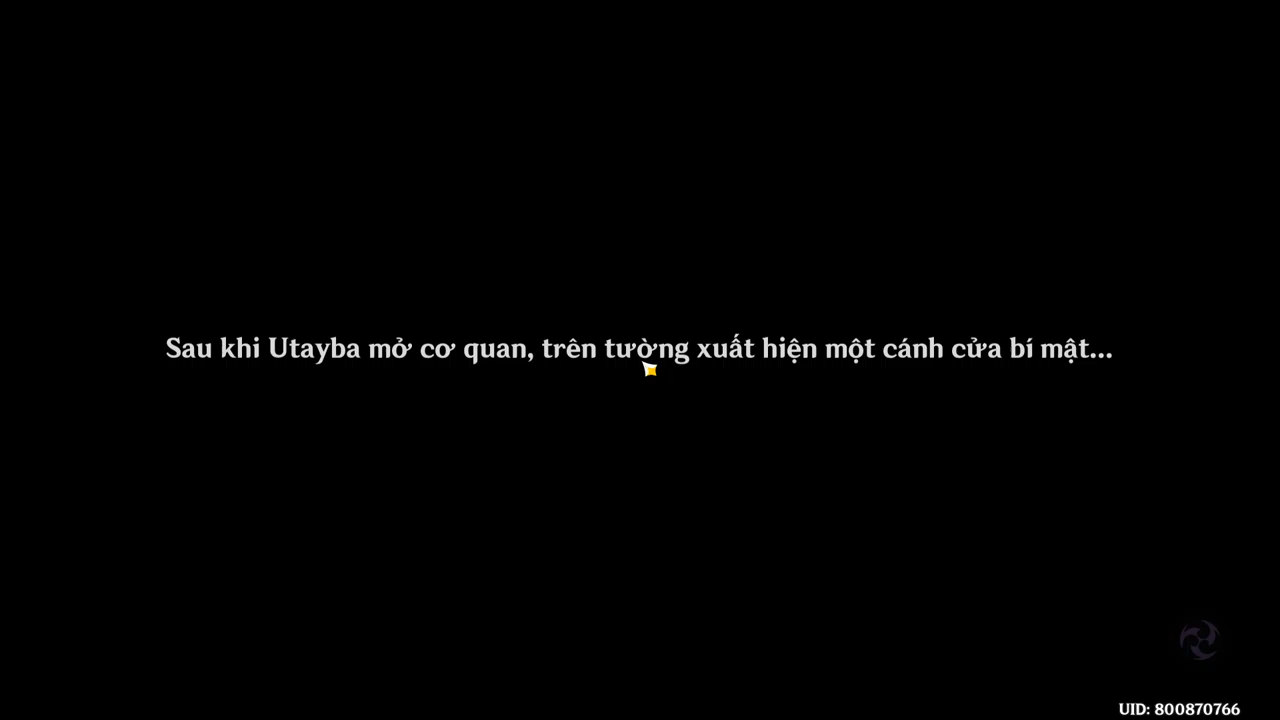 Sau khi Utayba mở cơ quan, trên tường xuất hiện một cánh cửa bí mật...
UID: 800870766